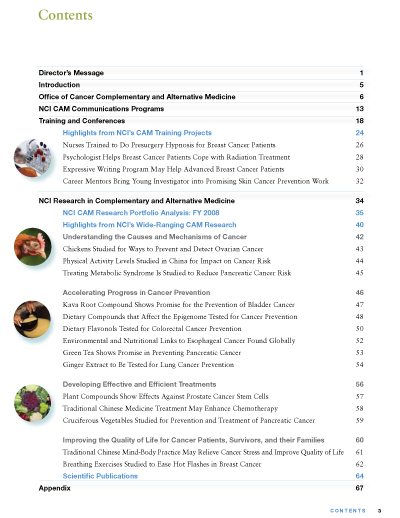 Contents
Director's Message 1
Introduction 5
Office of Cancer Complementary and Alternative Medicine 6
NCI CAM Communications Programs 13
Training and Conferences 18
Highlights from NCI's CAM Training Projects 24
Nurses Trained to Do Presurgery Hypnosis for Breast Cancer Patients 26
Psychologist Helps Breast Cancer Patients Cope with Radiation Treatment 28
Expressive Writing Program May Help Advanced Breast Cancer Patients 30
Career Mentors Bring Young Investigator into Promising Skin Cancer Prevention Work 32
NCI Research in Complementary and Alternative Medicine 34
NCI CAM Research Portfolio Analysis: FY 2008 35
Highlights from NCI's Wide-Ranging CAM Research 40
Understanding the Causes and Mechanisms of Cancer 42
Chickens Studied for Ways to Prevent and Detect Ovarian Cancer 43
Physical Activity Levels Studied in China for Impact on Cancer Risk 44
Treating Metabolic Syndrome Is Studied to Reduce Pancreatic Cancer Risk 45
Accelerating Progress in Cancer Prevention 46
Kava Root Compound Shows Promise for the Prevention of Bladder Cancer 47
Dietary Compounds that Affect the Epigenome Tested for Cancer Prevention 48
Dietary Flavonols Tested for Colorectal Cancer Prevention 50
Environmental and Nutritional Links to Esophageal Cancer Found Globally 52
Green Tea Shows Promise in Preventing Pancreatic Cancer 53
Ginger Extract to Be Tested for Lung Cancer Prevention 54
Developing Effective and Efficient Treatments 56
Plant Compounds Show Effects Against Prostate Cancer Stem Cells 57
Traditional Chinese Medicine Treatment May Enhance Chemotherapy 58
Cruciferous Vegetables Studied for Prevention and Treatment of Pancreatic Cancer 59
Improving the Quality of Life for Cancer Patients, Survivors, and their Families 60
Traditional Chinese Mind-Body Practice May Relieve Cancer Stress and Improve Quality of Life 61
Breathing Exercises Studied to Ease Hot Flashes in Breast Cancer 62
Scientific Publications 64
Appendix 67
CONTENTS 3